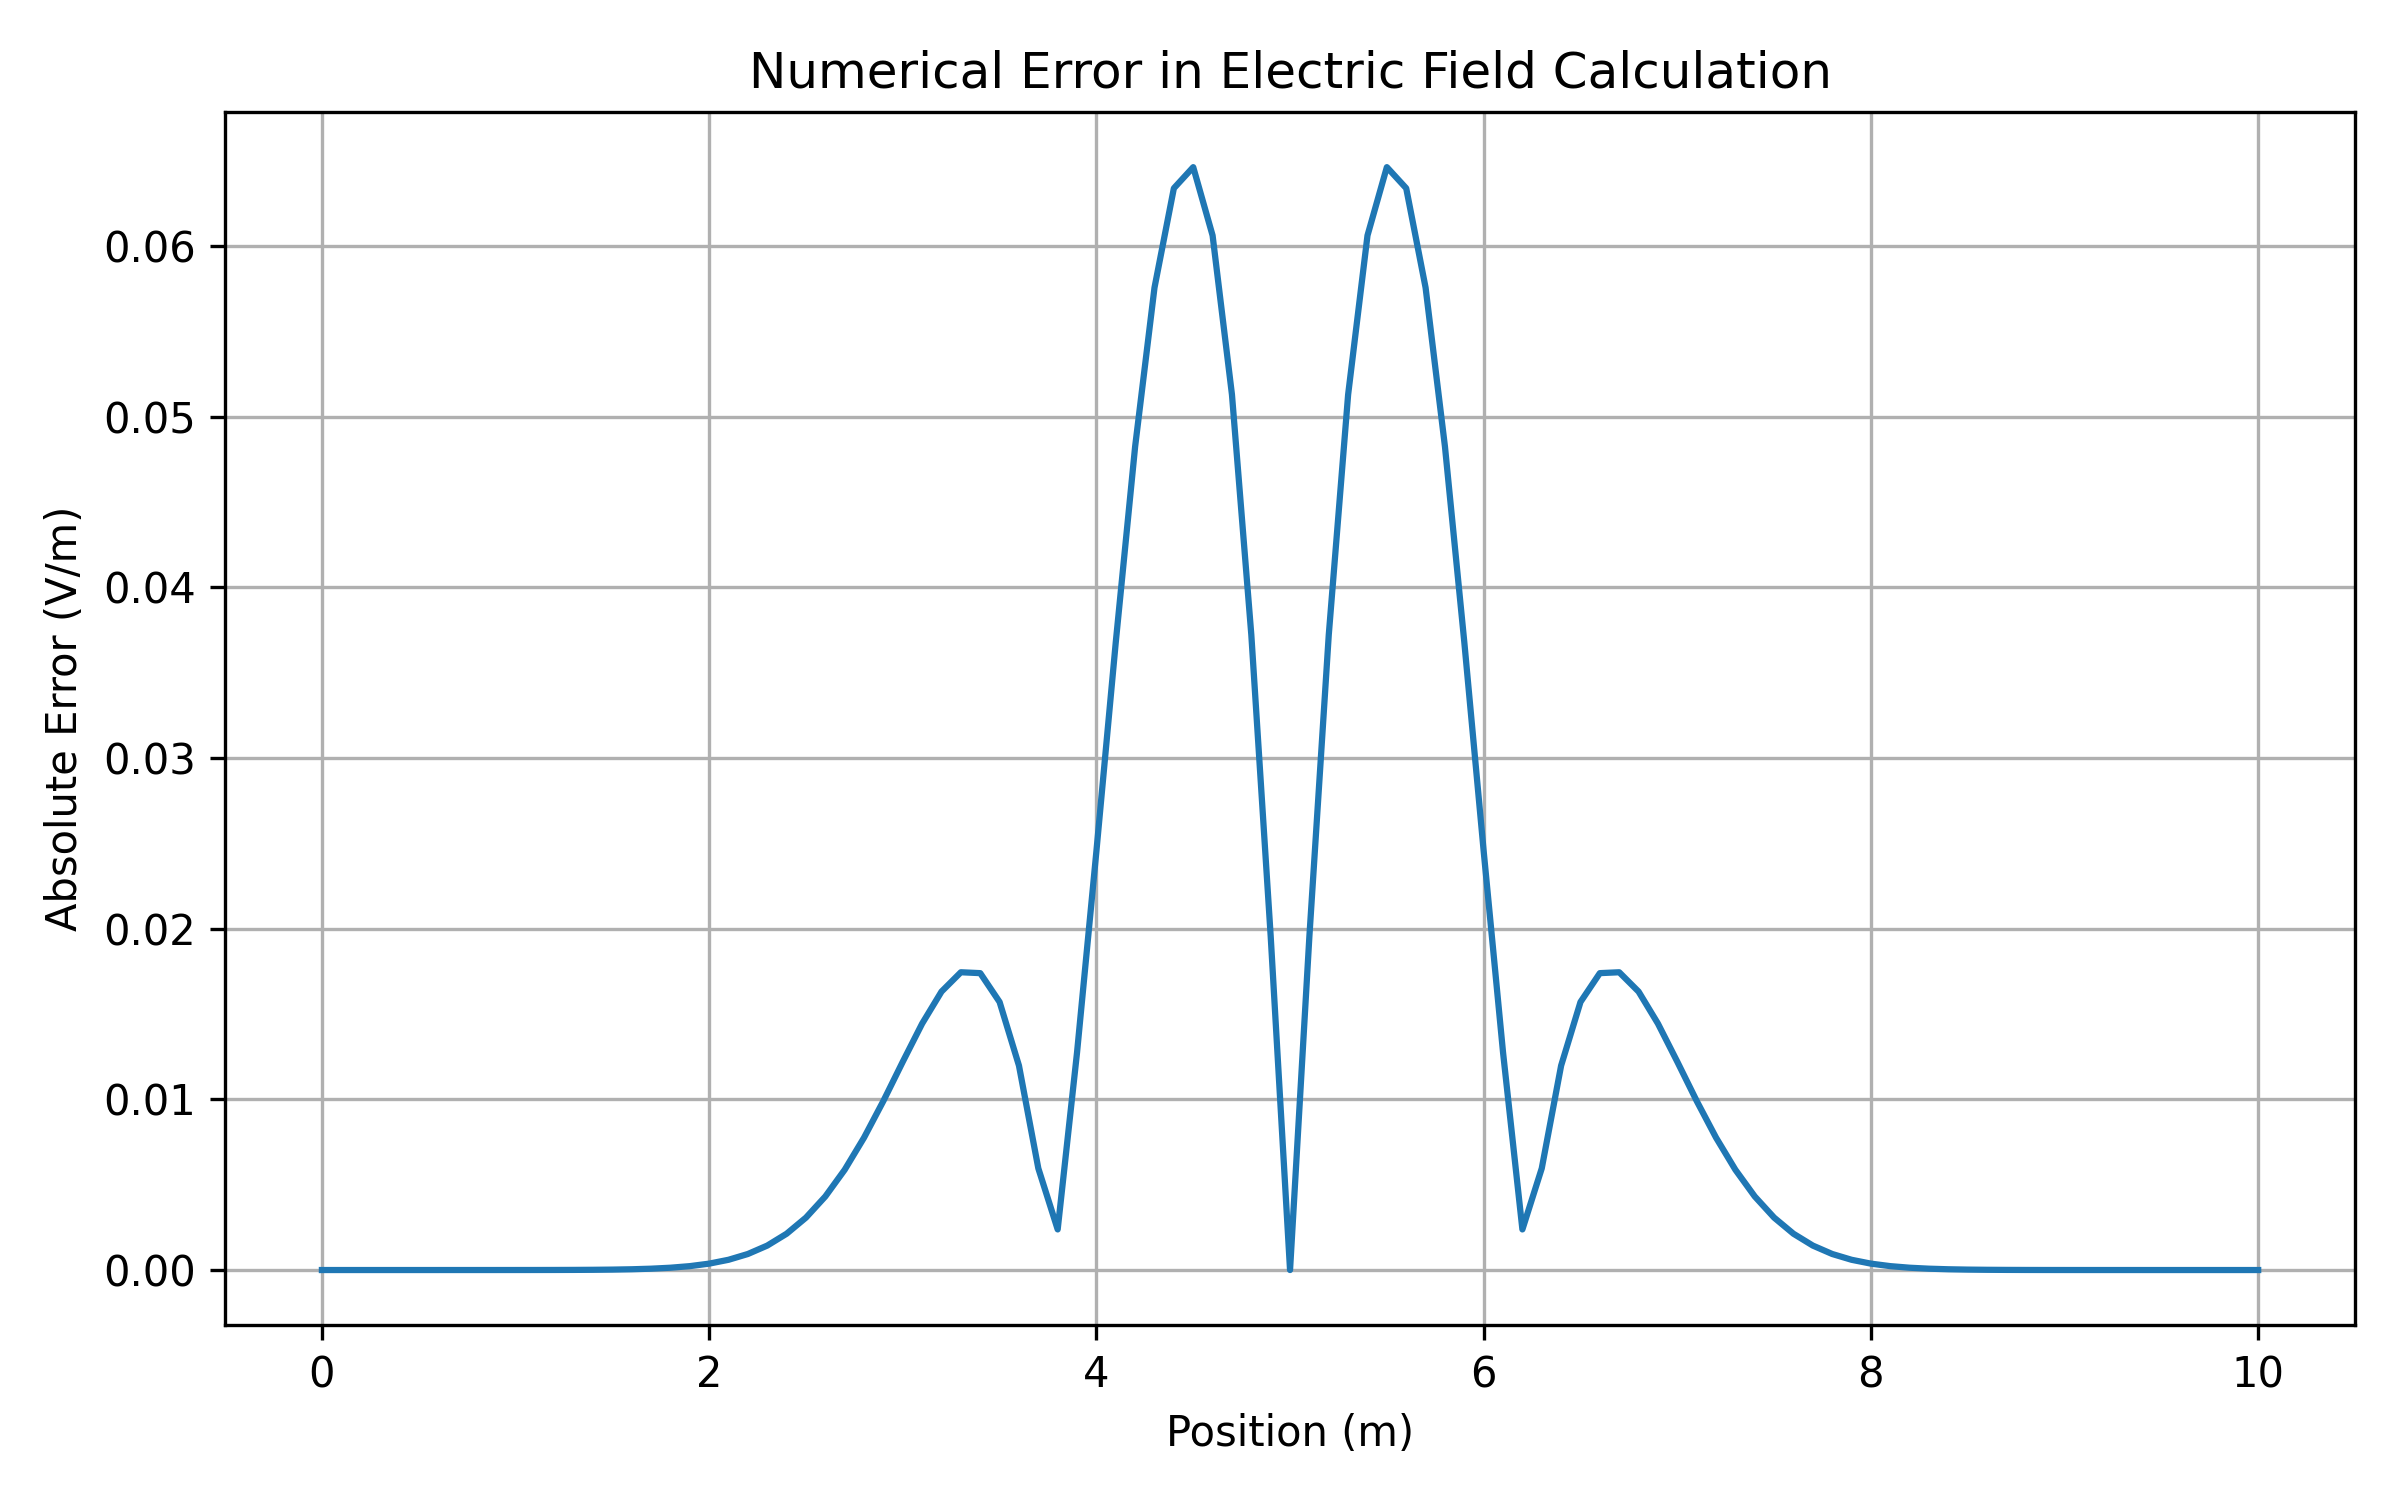 Numerical Error in Electric Field Calculation
Absolute Error (V/m)
0.06
0.05
0.04
0.03
0.02
0.01
0.00
0 2 4 6 8 10
Position (m)